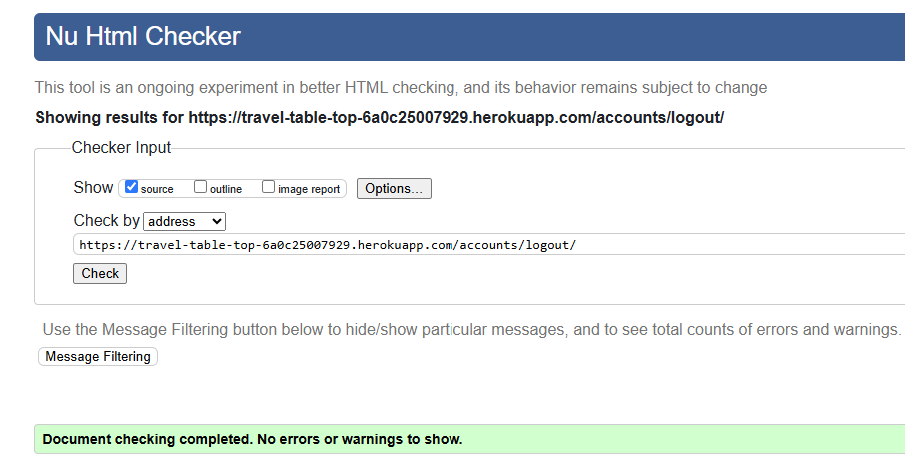 Nu Html Checker
This tool is an ongoing experiment in better HTML checking, and its behavior remains subject to change
Showing results for https://travel-table-top-6a0c25007929.herokuapp.com/accounts/logout/
Checker Input
Show source outline image report Options...
Check by address
https://travel-table-top-6a0c25007929.herokuapp.com/accounts/logout/
Check
Use the Message Filtering button below to hide/show particular messages, and to see total counts of errors and warnings.
Message Filtering
Document checking completed. No errors or warnings to show.